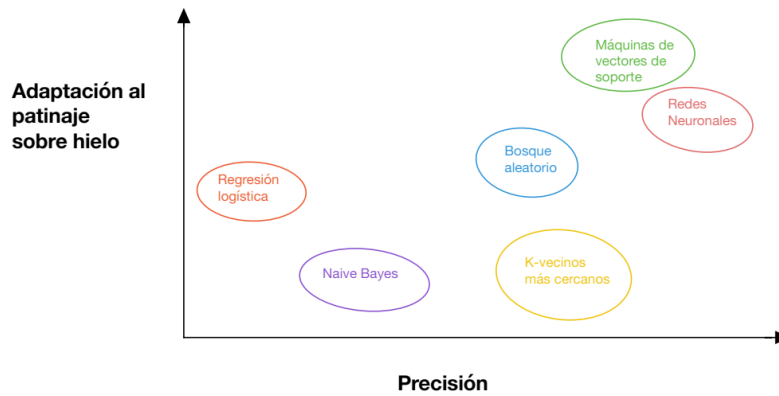 Adaptación al
patinaje
sobre hielo
Máquinas de
vectores de
soporte
Redes
Neuronales
Bosque
aleatorio
Regresión
logística
Naive Bayes
K-vecinos
más cercanos
Precisión